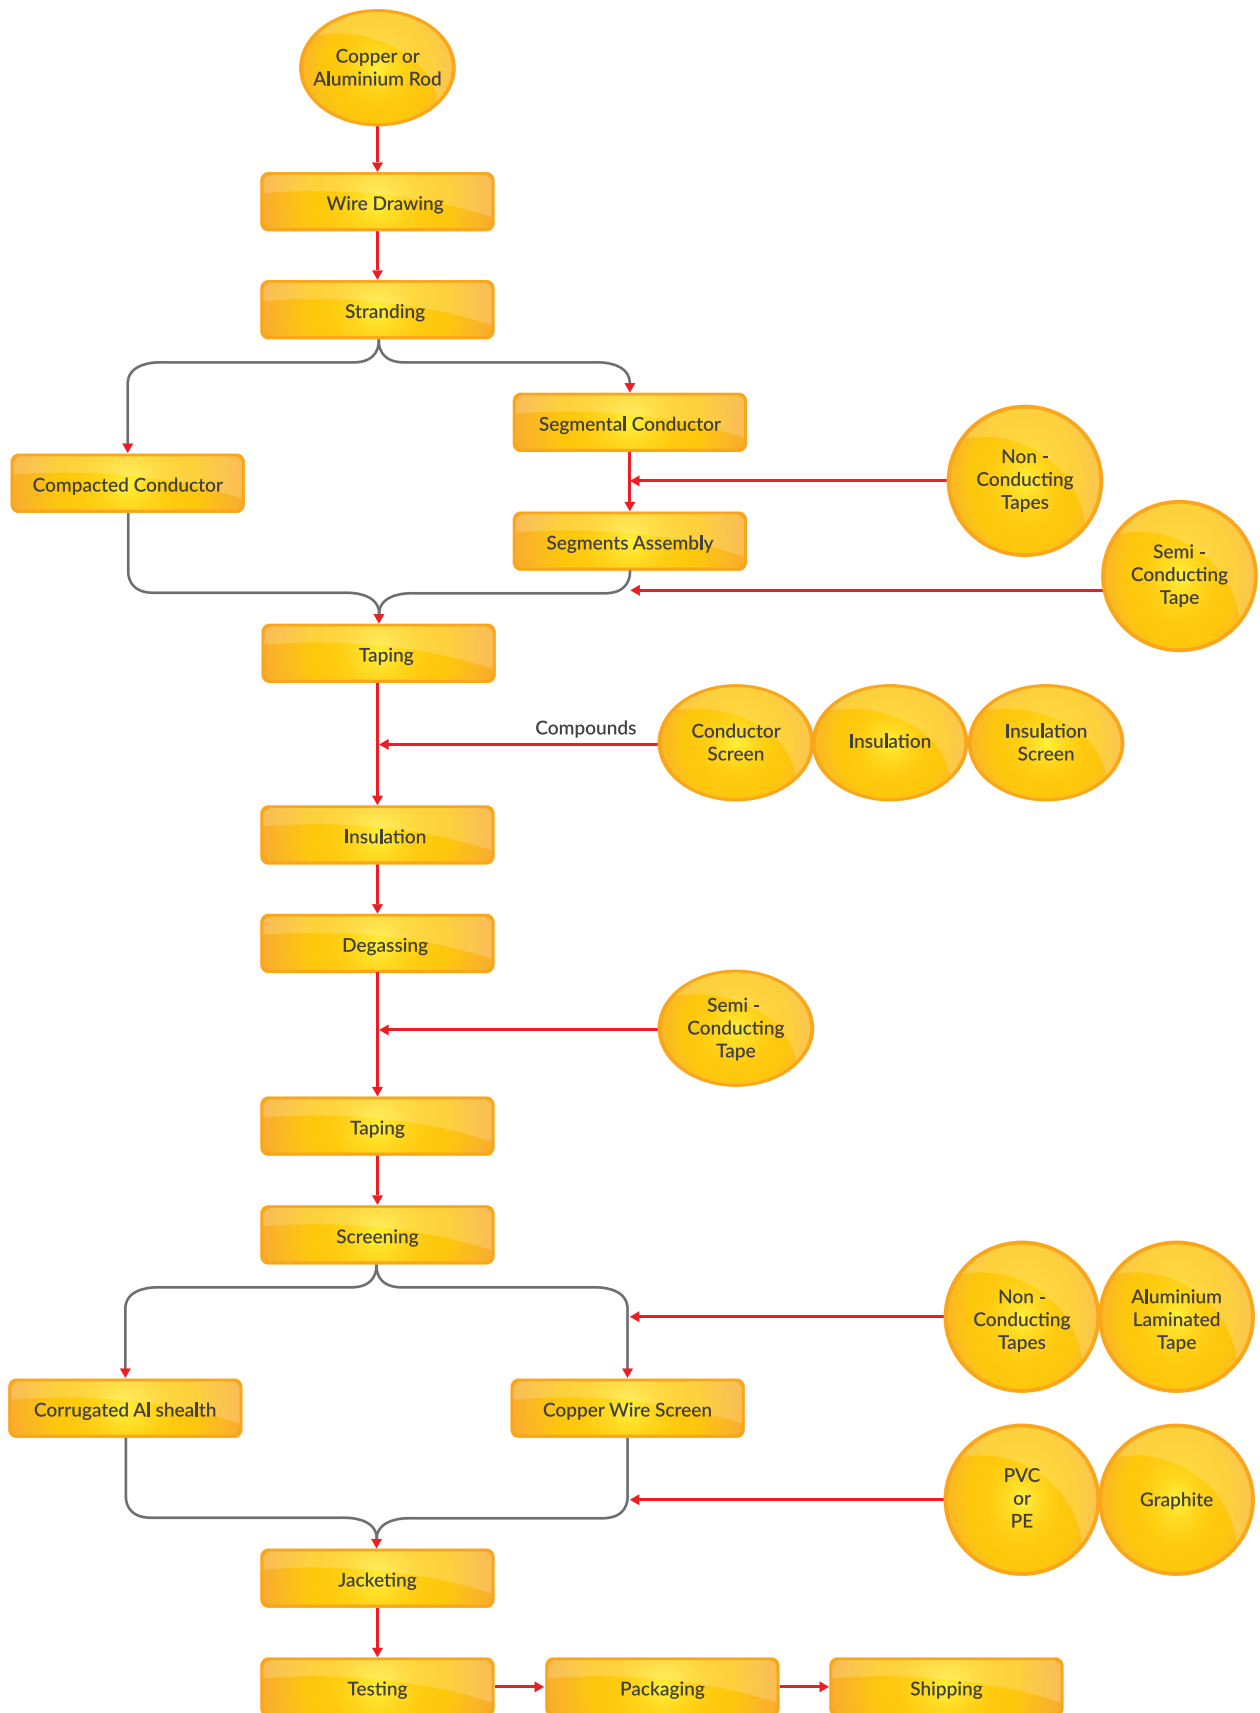 Copper or
Aluminium Rod
Wire Drawing
Stranding
Segmental Conductor
Compacted Conductor
Non -
Conducting
Tapes
Segments Assembly
Semi -
Conducting
Tape
Taping
Compounds
Conductor
Screen
Insulation
Insulation
Screen
Insulation
Degassing
Semi -
Conducting
Tape
Taping
Screening
Non -
Conducting
Tapes
Aluminium
Laminated
Tape
Corrugated Al shealth
Copper Wire Screen
PVC
or
PE
Graphite
Jacketing
Testing
Packaging
Shipping